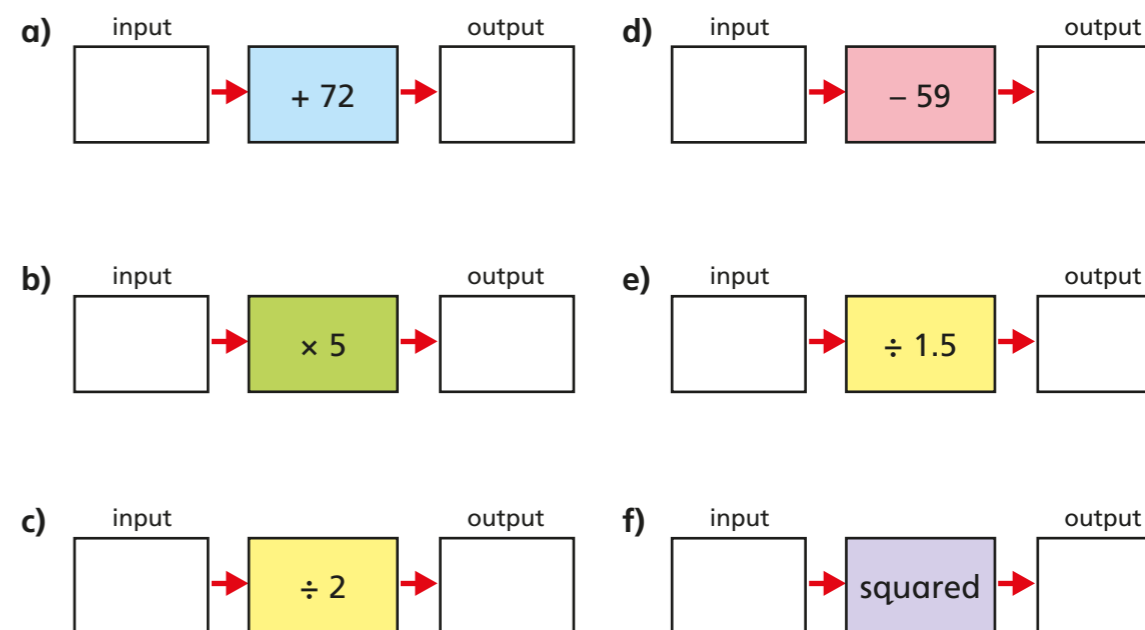 a) input output
+ 72
d) input output
– 59
b) input output
× 5
e) input output
÷ 1.5
c) input output
÷ 2
f) input output
squared